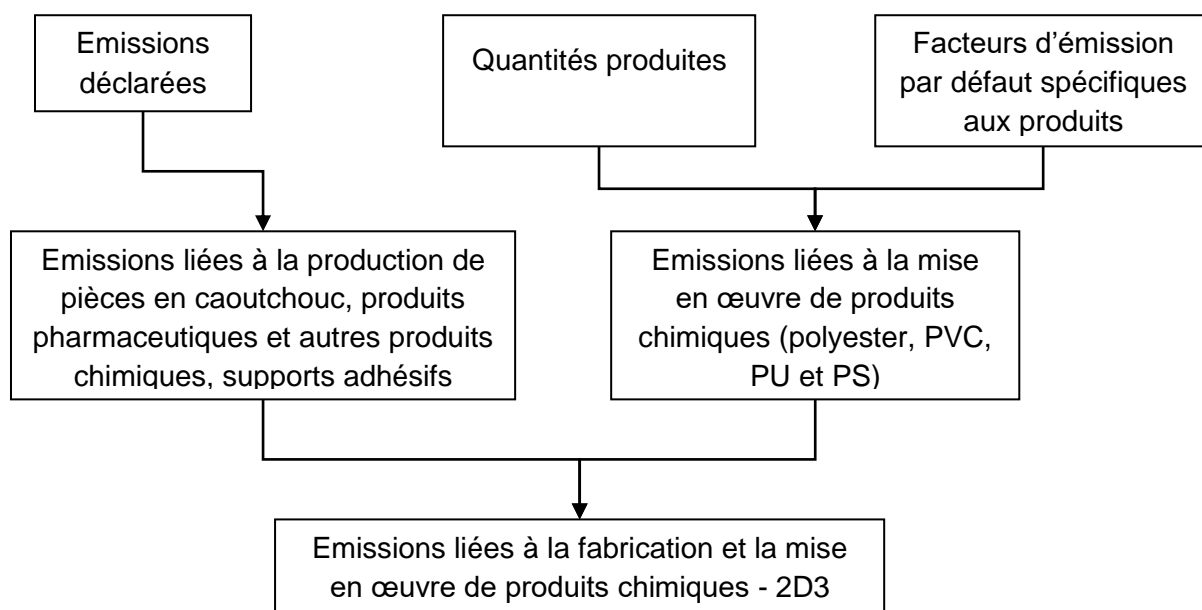 Emissions
déclarées
Quantités produites
Facteurs d’émission
par défaut spécifiques
aux produits
Emissions liées à la production de
pièces en caoutchouc, produits
pharmaceutiques et autres produits
chimiques, supports adhésifs
Emissions liées à la mise
en œuvre de produits
chimiques (polyester, PVC,
PU et PS)
Emissions liées à la fabrication et la mise
en œuvre de produits chimiques - 2D3